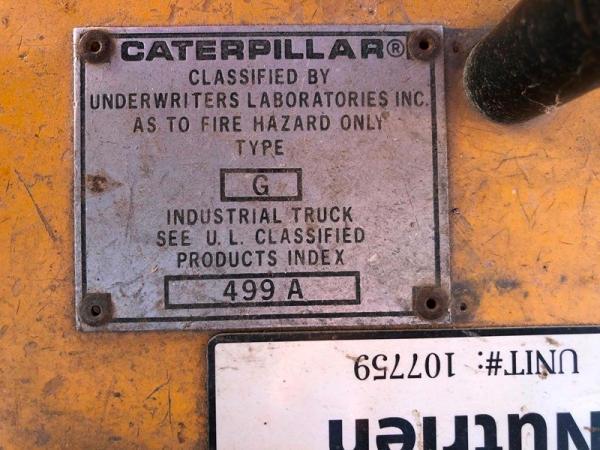 CATERPILLAR®
CLASSIFIED BY
UNDERWRITERS LABORATORIES INC.
AS TO FIRE HAZARD ONLY
TYPE
G
INDUSTRIAL TRUCK
SEE U.L. CLASSIFIED
PRODUCTS INDEX
499 A
UNIT#: 107759
Nutrien